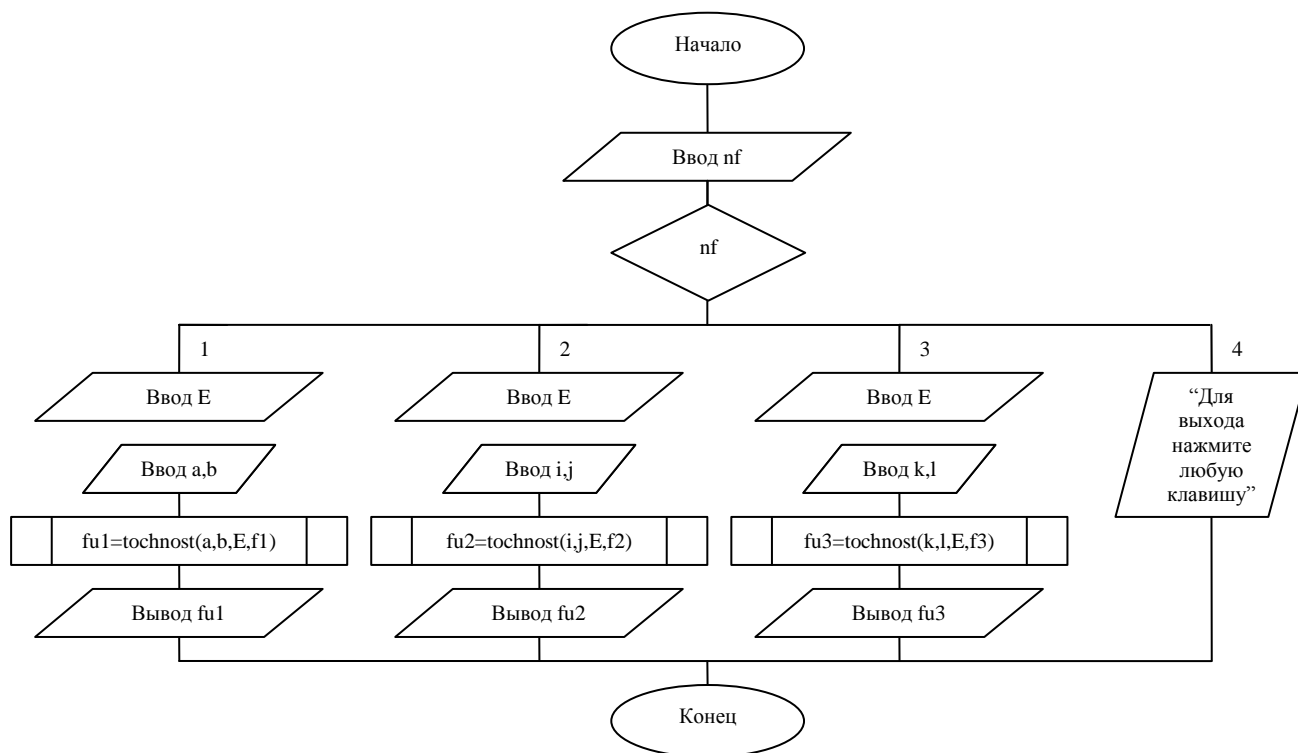 Начало
Ввод nf
nf
1
2
3
4
Ввод E
Ввод E
Ввод E
“Для
выхода
нажмите
любую
клавишу”
Ввод a,b
Ввод i,j
Ввод k,l
fu1=tochnost(a,b,E,f1)
fu2=tochnost(i,j,E,f2)
fu3=tochnost(k,l,E,f3)
Вывод fu1
Вывод fu2
Вывод fu3
Конец